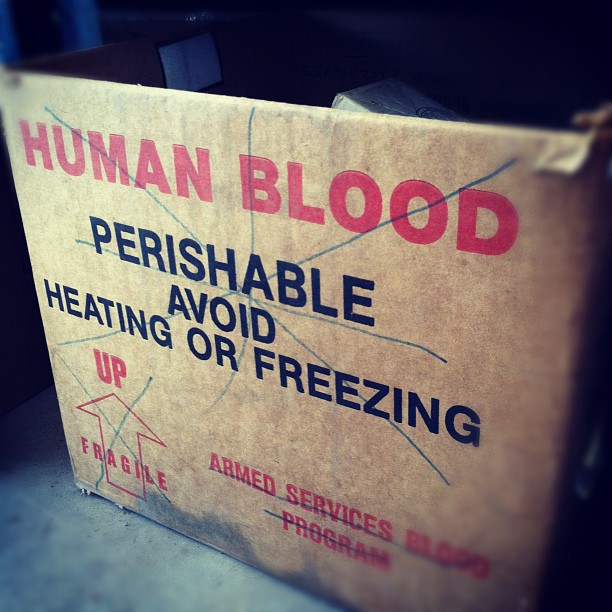 HUMAN BLOOD
PERISHABLE
AVOID
HEATING OR FREEZING
UP
FRAGILE
ARMED SERVICES BLOOD
PROGRAM